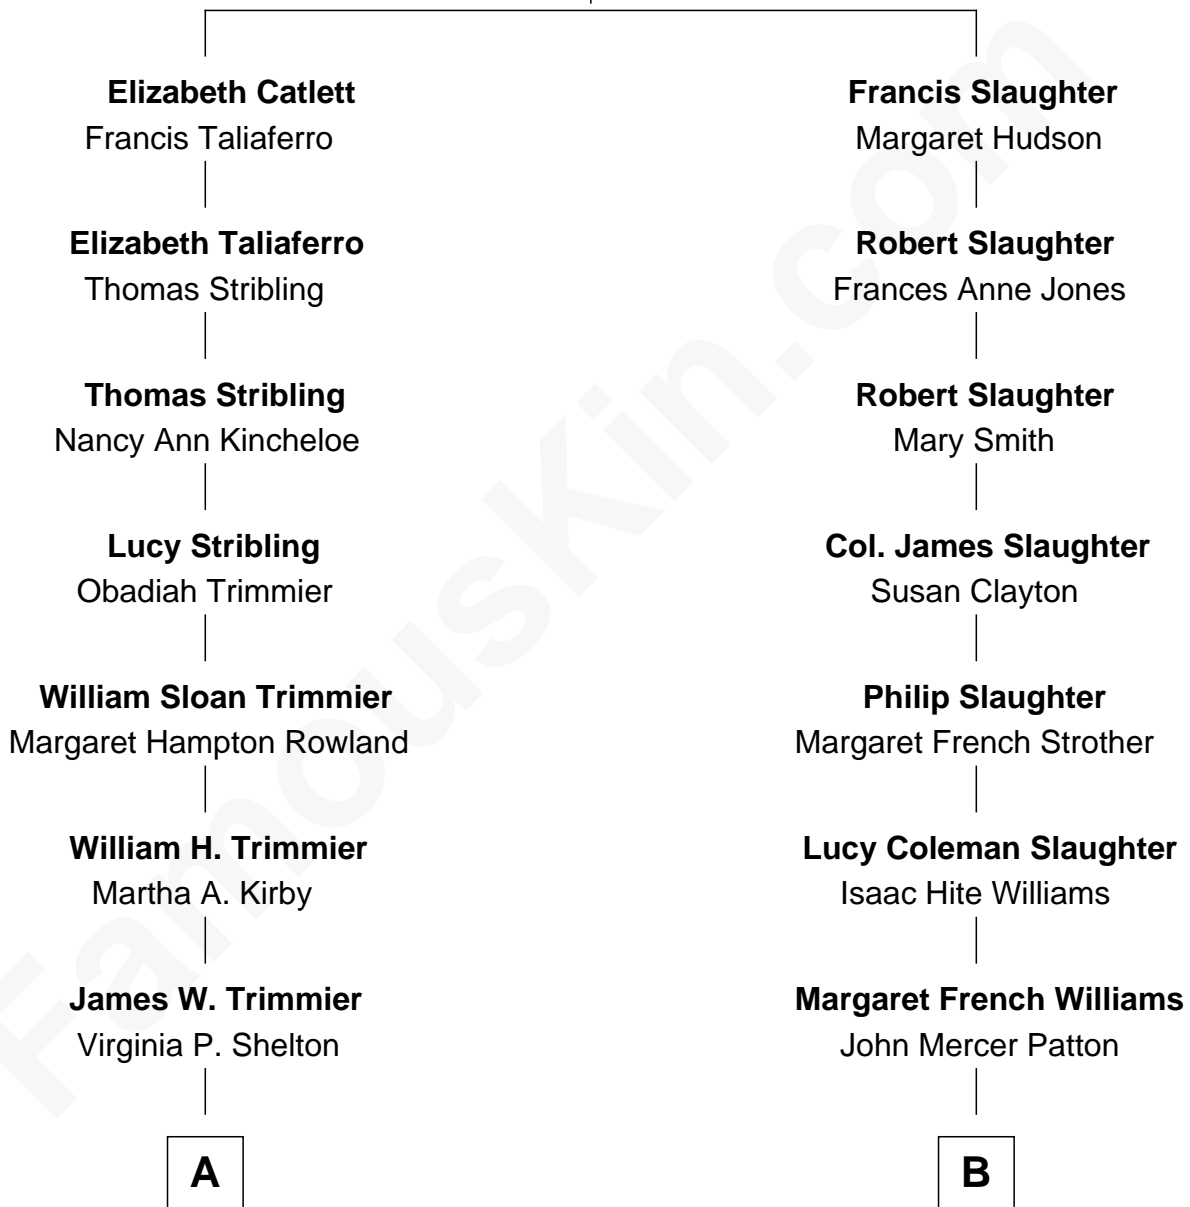 Elizabeth Catlett
Francis Taliaferro
Elizabeth Taliaferro
Thomas Stribling
Thomas Stribling
Nancy Ann Kincheloe
Lucy Stribling
Obadiah Trimmier
William Sloan Trimmier
Margaret Hampton Rowland
William H. Trimmier
Martha A. Kirby
James W. Trimmier
Virginia P. Shelton
A
Francis Slaughter
Margaret Hudson
Robert Slaughter
Frances Anne Jones
Robert Slaughter
Mary Smith
Col. James Slaughter
Susan Clayton
Philip Slaughter
Margaret French Strother
Lucy Coleman Slaughter
Isaac Hite Williams
Margaret French Williams
John Mercer Patton
B
FamousKin.com